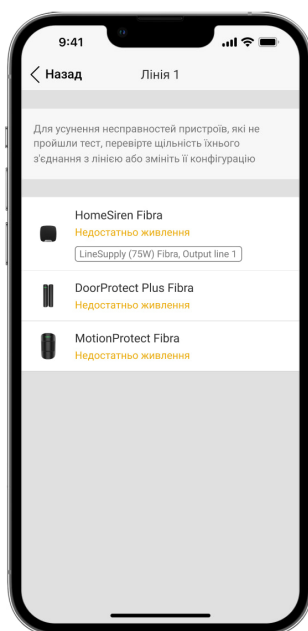 9:41
Назад
Лінія 1
Для усунення несправностей пристроїв, які не
пройшли тест, перевірте щільність їхнього
з'єднання з лінією або змініть її конфігурацію
HomeSiren Fibra
Недостатньо живлення
LineSupply (75W) Fibra, Output line 1
DoorProtect Plus Fibra
Недостатньо живлення
MotionProtect Fibra
Недостатньо живлення